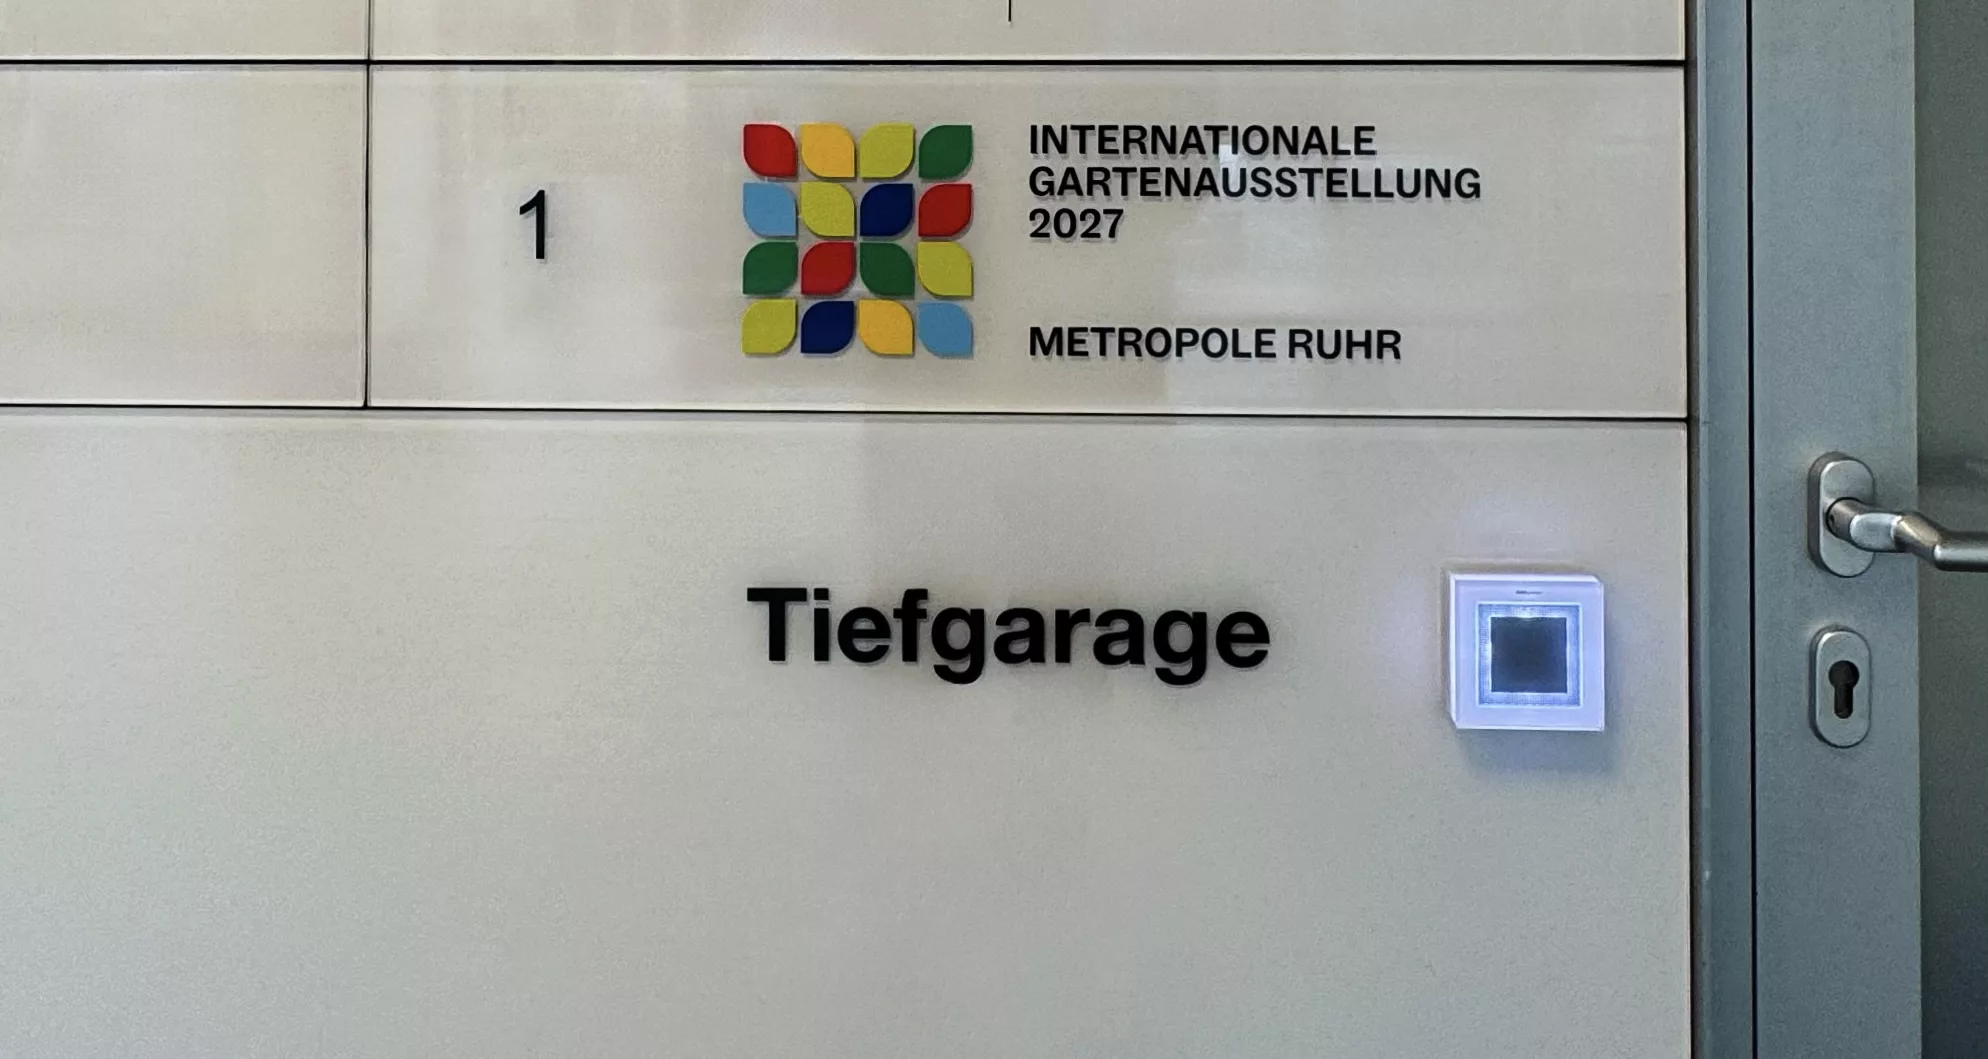 1
INTERNATIONALE
GARTENAUSSTELLUNG
2027
METROPOLE RUHR
Tiefgarage